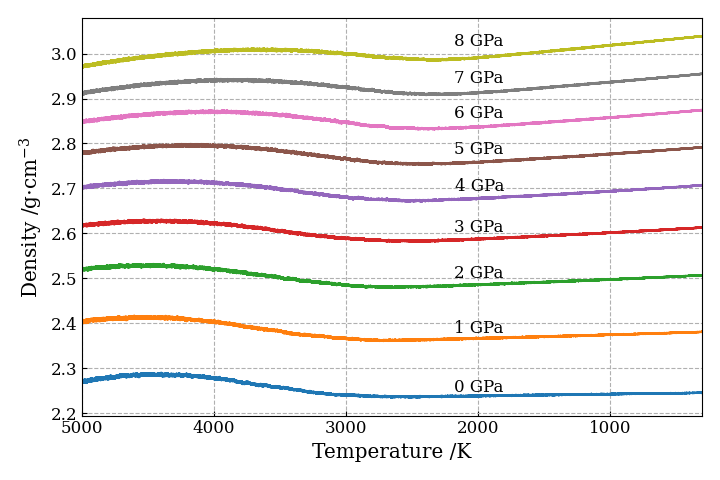 8 GPa
3.0
7 GPa
2.9
6 GPa
2.8
5 GPa
2.7
4 GPa
3 GPa
2.6
2 GPa
2.5
2.4
1 GPa
2.3
0 GPa
2.2
5000 4000 3000 2000 1000
Temperature /K
Density /g·cm⁻³